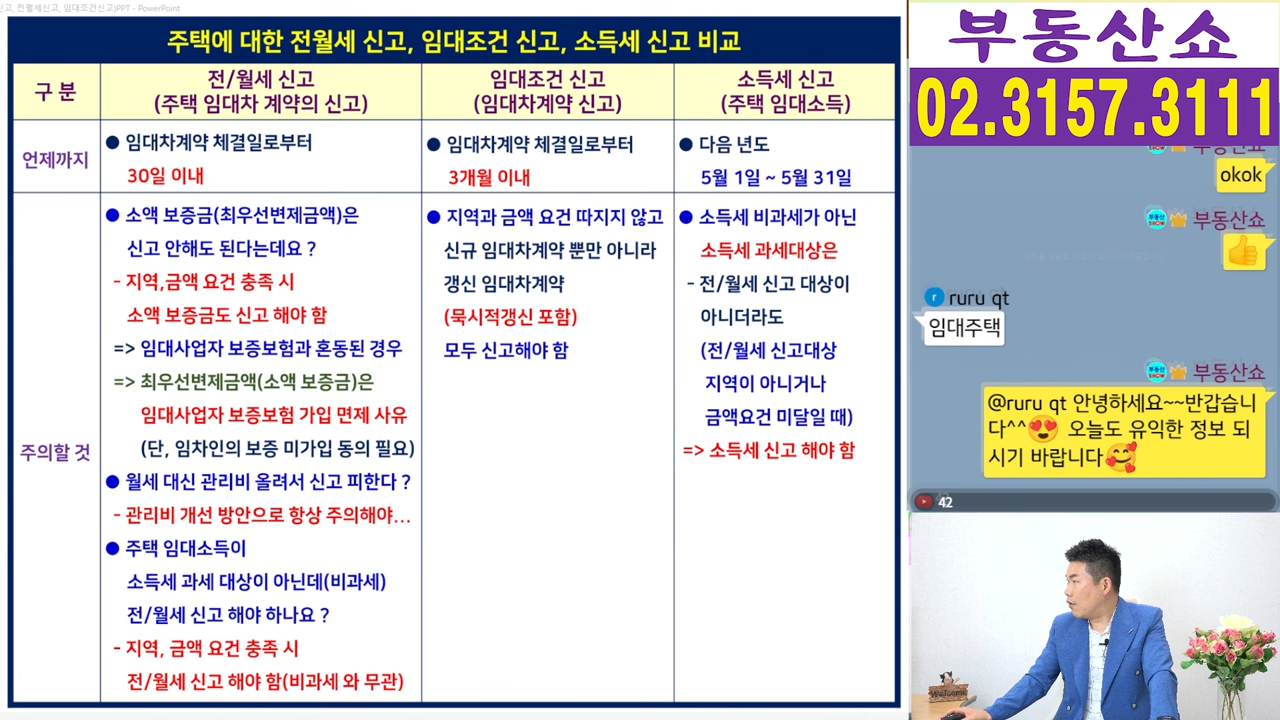 신고, 전월세신고, 임대조건신고)PPT - PowerPoint
주택에 대한 전월세 신고, 임대조건 신고, 소득세 신고 비교
구 분
전/월세 신고
(주택 임대차 계약의 신고)
임대조건 신고
(임대차계약 신고)
소득세 신고
(주택 임대소득)
언제까지
● 임대차계약 체결일로부터
30일 이내
● 임대차계약 체결일로부터
3개월 이내
● 다음 년도
5월 1일 ~ 5월 31일
주의할 것
● 소액 보증금(최우선변제금액)은
신고 안해도 된다는데요 ?
- 지역,금액 요건 충족 시
소액 보증금도 신고 해야 함
=> 임대사업자 보증보험과 혼동된 경우
=> 최우선변제금액(소액 보증금)은
임대사업자 보증보험 가입 면제 사유
(단, 임차인의 보증 미가입 동의 필요)
● 월세 대신 관리비 올려서 신고 피한다 ?
- 관리비 개선 방안으로 항상 주의해야...
● 주택 임대소득이
소득세 과세 대상이 아닌데(비과세)
전/월세 신고 해야 하나요 ?
- 지역, 금액 요건 충족 시
전/월세 신고 해야 함(비과세 와 무관)
● 지역과 금액 요건 따지지 않고
신규 임대차계약 뿐만 아니라
갱신 임대차계약
(묵시적갱신 포함)
모두 신고해야 함
● 소득세 비과세가 아닌
소득세 과세대상은
- 전/월세 신고 대상이
아니더라도
(전/월세 신고대상
지역이 아니거나
금액요건 미달일 때)
=> 소득세 신고 해야 함
부동산쇼
02.3157.3111
부동산쇼
okok
부동산쇼
r ruru qt
임대주택
부동산쇼
@ruru qt 안녕하세요~~반갑습니
다^^😍 오늘도 유익한 정보 되
시기 바랍니다🥰
42
Welcome